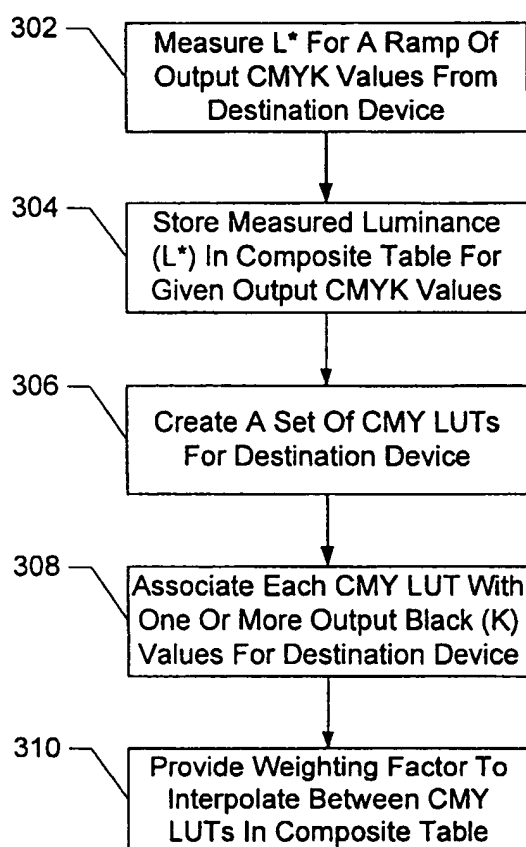 302
Measure L* For A Ramp Of
Output CMYK Values From
Destination Device
304
Store Measured Luminance
(L*) In Composite Table For
Given Output CMYK Values
306
Create A Set Of CMY LUTs
For Destination Device
308
Associate Each CMY LUT With
One Or More Output Black (K)
Values For Destination Device
310
Provide Weighting Factor To
Interpolate Between CMY
LUTs In Composite Table